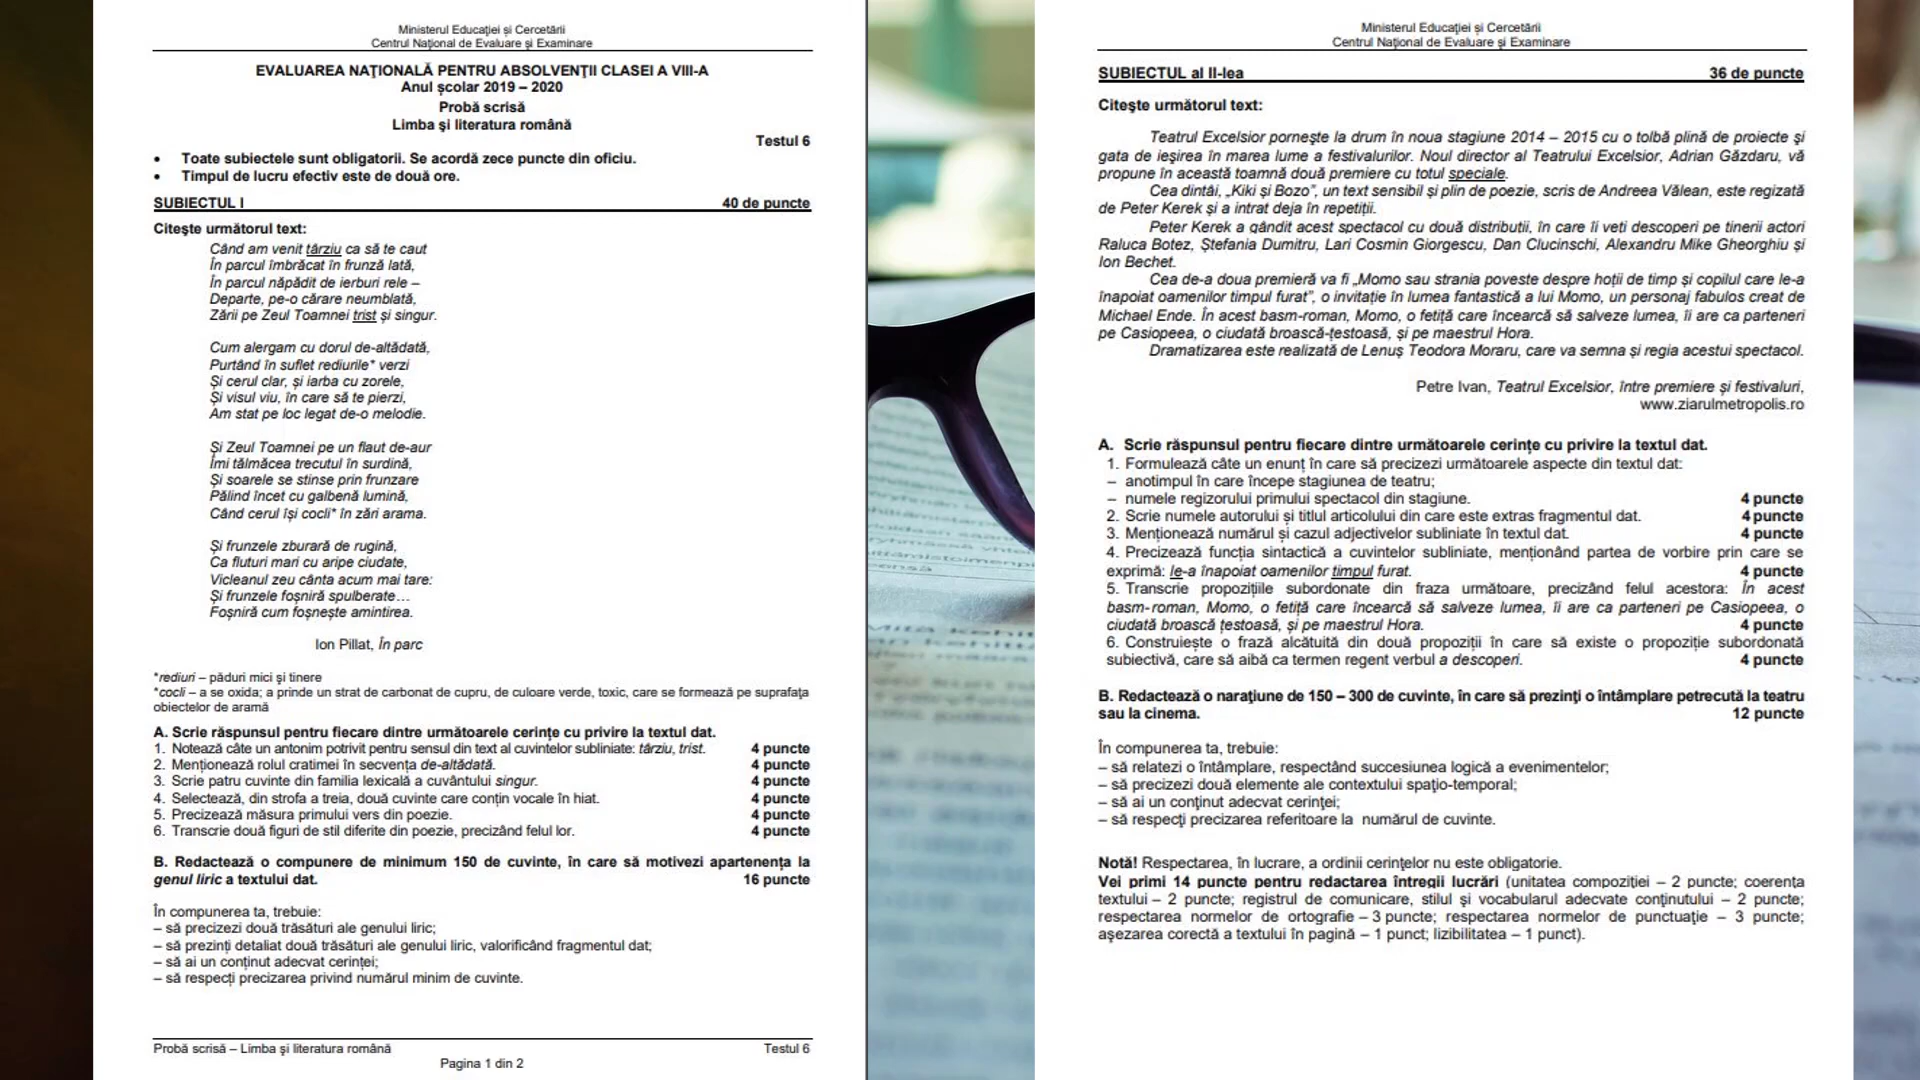 Ministerul Educaţiei și Cercetării
Centrul Naţional de Evaluare şi Examinare
EVALUAREA NAŢIONALĂ PENTRU ABSOLVENŢII CLASEI A VIII-A
Anul școlar 2019 – 2020
Probă scrisă
Limba şi literatura română
Testul 6
• Toate subiectele sunt obligatorii. Se acordă zece puncte din oficiu.
• Timpul de lucru efectiv este de două ore.
SUBIECTUL I 40 de puncte
Citeşte următorul text:
Când am venit târziu ca să te caut
În parcul îmbrăcat în frunză lată,
În parcul năpădit de ierburi rele –
Departe, pe-o cărare neumblată,
Zării pe Zeul Toamnei trist și singur.
Cum alergam cu dorul de-altădată,
Purtând în suflet rediurile* verzi
Și cerul clar, și iarba cu zorele,
Și visul viu, în care să te pierzi,
Am stat pe loc legat de-o melodie.
Și Zeul Toamnei pe un flaut de-aur
Îmi tălmăcea trecutul în surdină,
Și soarele se stinse prin frunzare
Pălind încet cu galbenă lumină,
Când cerul își cocli* în zări arama.
Și frunzele zburară de rugină,
Ca fluturi mari cu aripe ciudate,
Vicleanul zeu cânta acum mai tare:
Și frunzele foșniră spulberate…
Foșniră cum foșnește amintirea.
Ion Pillat, În parc
*rediuri – păduri mici şi tinere
*cocli – a se oxida; a prinde un strat de carbonat de cupru, de culoare verde, toxic, care se formează pe suprafaţa
obiectelor de aramă
A. Scrie răspunsul pentru fiecare dintre următoarele cerinţe cu privire la textul dat.
1. Notează câte un antonim potrivit pentru sensul din text al cuvintelor subliniate: târziu, trist. 4 puncte
2. Menționează rolul cratimei în secvența de-altădată. 4 puncte
3. Scrie patru cuvinte din familia lexicală a cuvântului singur. 4 puncte
4. Selectează, din strofa a treia, două cuvinte care conțin vocale în hiat. 4 puncte
5. Precizează măsura primului vers din poezie. 4 puncte
6. Transcrie două figuri de stil diferite din poezie, precizând felul lor. 4 puncte
B. Redactează o compunere de minimum 150 de cuvinte, în care să motivezi apartenența la
genul liric a textului dat. 16 puncte
În compunerea ta, trebuie:
– să precizezi două trăsături ale genului liric;
– să prezinți detaliat două trăsături ale genului liric, valorificând fragmentul dat;
– să ai un conținut adecvat cerinței;
– să respecți precizarea privind numărul minim de cuvinte.
Probă scrisă – Limba şi literatura română Testul 6
Pagina 1 din 2
Ministerul Educaţiei și Cercetării
Centrul Naţional de Evaluare şi Examinare
SUBIECTUL al II-lea 36 de puncte
Citeşte următorul text:
Teatrul Excelsior pornește la drum în noua stagiune 2014 – 2015 cu o tolbă plină de proiecte și
gata de ieșirea în marea lume a festivalurilor. Noul director al Teatrului Excelsior, Adrian Găzdaru, vă
propune în această toamnă două premiere cu totul speciale.
Cea dintâi, „Kiki și Bozo”, un text sensibil și plin de poezie, scris de Andreea Vălean, este regizată
de Peter Kerek și a intrat deja în repetiții.
Peter Kerek a gândit acest spectacol cu două distribuții, în care îi veți descoperi pe tinerii actori
Raluca Botez, Ștefania Dumitru, Lari Cosmin Giorgescu, Dan Clucinschi, Alexandru Mike Gheorghiu și
Ion Bechet.
Cea de-a doua premieră va fi „Momo sau strania poveste despre hoții de timp și copilul care le-a
înapoiat oamenilor timpul furat”, o invitație în lumea fantastică a lui Momo, un personaj fabulos creat de
Michael Ende. În acest basm-roman, Momo, o fetiță care încearcă să salveze lumea, îi are ca parteneri
pe Casiopeea, o ciudată broască-țestoasă, și pe maestrul Hora.
Dramatizarea este realizată de Lenuș Teodora Moraru, care va semna și regia acestui spectacol.
Petre Ivan, Teatrul Excelsior, între premiere și festivaluri,
www.ziarulmetropolis.ro
A. Scrie răspunsul pentru fiecare dintre următoarele cerinţe cu privire la textul dat.
1. Formulează câte un enunț în care să precizezi următoarele aspecte din textul dat:
– anotimpul în care începe stagiunea de teatru;
– numele regizorului primului spectacol din stagiune. 4 puncte
2. Scrie numele autorului și titlul articolului din care este extras fragmentul dat. 4 puncte
3. Menționează numărul și cazul adjectivelor subliniate în textul dat. 4 puncte
4. Precizează funcția sintactică a cuvintelor subliniate, menționând partea de vorbire prin care se
exprimă: le-a înapoiat oamenilor timpul furat. 4 puncte
5. Transcrie propozițiile subordonate din fraza următoare, precizând felul acestora: În acest
basm-roman, Momo, o fetiță care încearcă să salveze lumea, îi are ca parteneri pe Casiopeea, o
ciudată broască țestoasă, și pe maestrul Hora. 4 puncte
6. Construiește o frază alcătuită din două propoziții în care să existe o propoziție subordonată
subiectivă, care să aibă ca termen regent verbul a descoperi. 4 puncte
B. Redactează o naraţiune de 150 – 300 de cuvinte, în care să prezinţi o întâmplare petrecută la teatru
sau la cinema. 12 puncte
În compunerea ta, trebuie:
– să relatezi o întâmplare, respectând succesiunea logică a evenimentelor;
– să precizezi două elemente ale contextului spaţio-temporal;
– să ai un conţinut adecvat cerinţei;
– să respecţi precizarea referitoare la numărul de cuvinte.
Notă! Respectarea, în lucrare, a ordinii cerinţelor nu este obligatorie.
Vei primi 14 puncte pentru redactarea întregii lucrări (unitatea compoziţiei – 2 puncte; coerenţa
textului – 2 puncte; registrul de comunicare, stilul şi vocabularul adecvate conţinutului – 2 puncte;
respectarea normelor de ortografie – 3 puncte; respectarea normelor de punctuaţie – 3 puncte;
aşezarea corectă a textului în pagină – 1 punct; lizibilitatea – 1 punct).